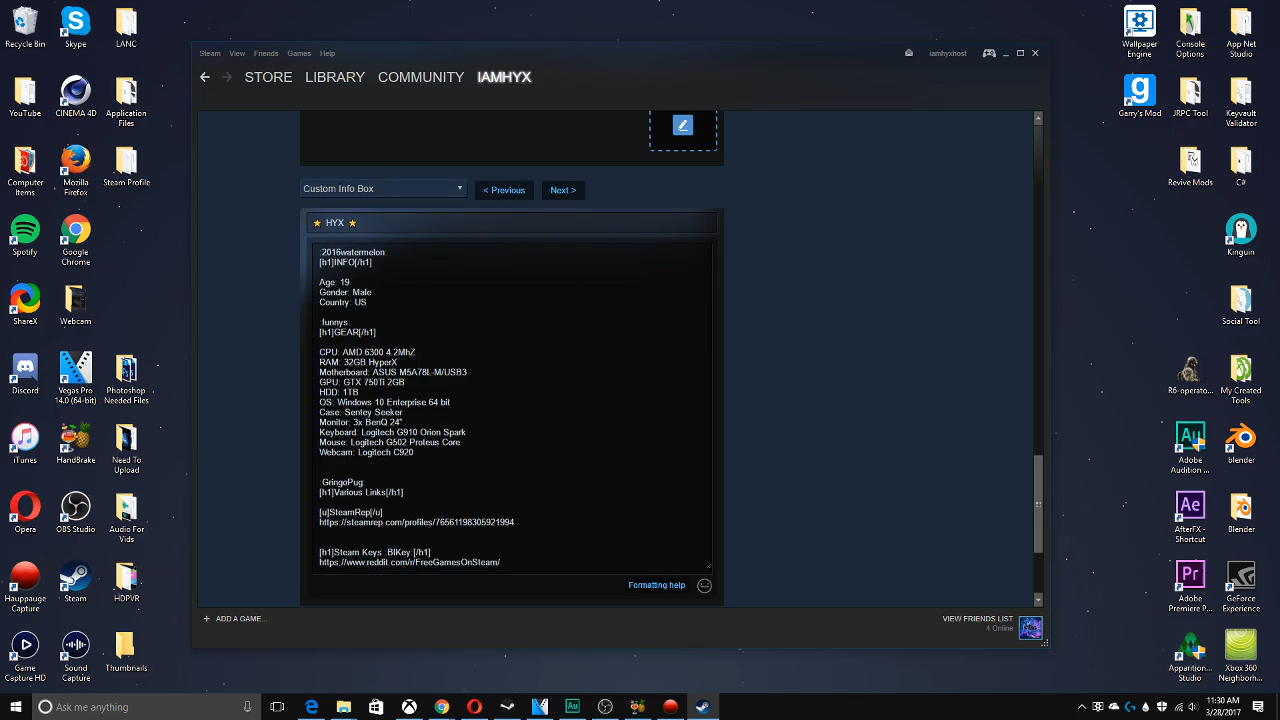 Recycle Bin
Skype
LANC
YouTube
CINEMA 4D
Application Files
Computer Items
Mozilla Firefox
Steam Profile
Spotify
Google Chrome
ShareX
Webcam
Discord
Vegas Pro 14.0 (64-bit)
Photoshop Needed Files
iTunes
HandBrake
Need To Upload
Opera
OBS Studio
Audio For Vids
Hauppauge Capture
Steam
HDPVR
Game Capture HD
Sound Capture
Thumbnails
Steam View Friends Games Help
iamhyxhost
STORE LIBRARY COMMUNITY IAMHYX
Custom Info Box
< Previous
Next >
HYX
:2016watermelon:
[h1]INFO[/h1]
Age: 19
Gender: Male
Country: US
:funnys:
[h1]GEAR[/h1]
CPU: AMD 6300 4.2MhZ
RAM: 32GB HyperX
Motherboard: ASUS M5A78L-M/USB3
GPU: GTX 750Ti 2GB
HDD: 1TB
OS: Windows 10 Enterprise 64 bit
Case: Sentey Seeker
Monitor: 3x BenQ 24"
Keyboard: Logitech G910 Orion Spark
Mouse: Logitech G502 Proteus Core
Webcam: Logitech C920
:GringoPug:
[h1]Various Links[/h1]
[u]SteamRep[/u]
https://steamrep.com/profiles/76561198305921994
[h1]Steam Keys :BIKey:[/h1]
https://www.reddit.com/r/FreeGamesOnSteam/
Formatting help
+ ADD A GAME...
VIEW FRIENDS LIST
4 Online
Wallpaper Engine
Console Options
App Net Studio
Garry's Mod
JRPC Tool
Keyvault Validator
Revive Mods
C#
Kinguin
Social Tool
R6-operato...
My Created Tools
Adobe Audition ...
blender
AfterFX - Shortcut
Blender
Adobe Premiere P...
GeForce Experience
Apparition Studio
Xbox 360 Neighborh...
Ask me anything
11:30 AM
3/28/2017